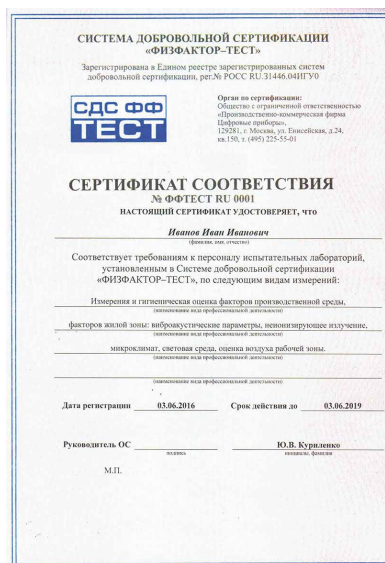 СИСТЕМА ДОБРОВОЛЬНОЙ СЕРТИФИКАЦИИ
«ФИЗФАКТОР–ТЕСТ»
Зарегистрирована в Едином реестре зарегистрированных систем
добровольной сертификации, рег.№ РОСС RU.31446.04ИГУ0
СДС ФФ
ТЕСТ
Орган по сертификации:
Общество с ограниченной ответственностью
«Производственно-коммерческая фирма
Цифровые приборы»,
129281, г. Москва, ул. Енисейская, д.24,
кв.150, т. (495) 225-55-01
СЕРТИФИКАТ СООТВЕТСТВИЯ
№ ФФТЕСТ RU 0001
НАСТОЯЩИЙ СЕРТИФИКАТ УДОСТОВЕРЯЕТ, что
Иванов Иван Иванович
(фамилия, имя, отчество)
Соответствует требованиям к персоналу испытательных лабораторий,
установленным в Системе добровольной сертификации
«ФИЗФАКТОР–ТЕСТ», по следующим видам измерений:
Измерения и гигиеническая оценка факторов производственной среды,
(наименование вида профессиональной деятельности)
факторов жилой зоны: виброакустические параметры, неионизирующее излучение,
(наименование вида профессиональной деятельности)
микроклимат, световая среда, оценка воздуха рабочей зоны.
(наименование вида профессиональной деятельности)
(наименование вида профессиональной деятельности)
Дата регистрации 03.06.2016 Срок действия до 03.06.2019
Руководитель ОС Ю.В. Куриленко
подпись инициалы, фамилия
М.П.